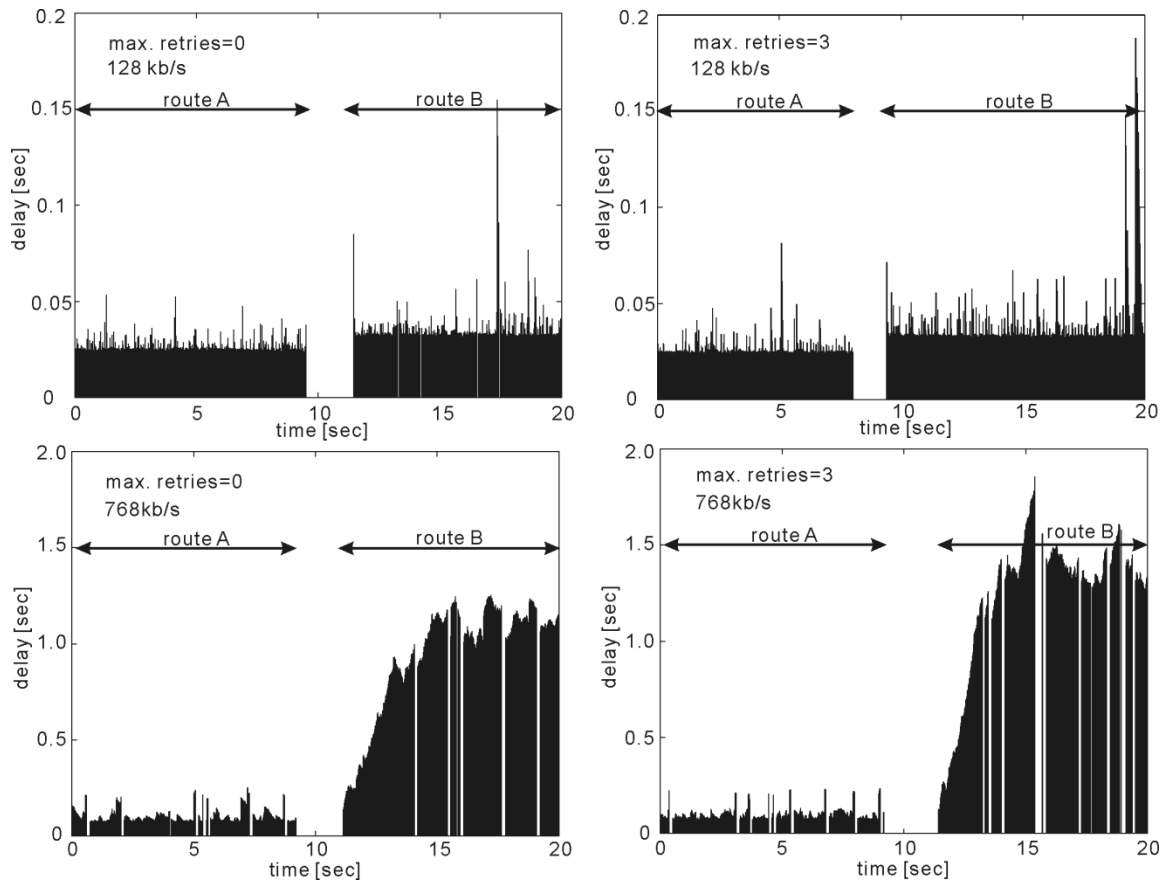 0.2
max. retries=0
128 kb/s
route A
route B
0.15
delay [sec]
0.1
0.05
0
0 5 10 15 20
time [sec]
0.2
max. retries=3
128 kb/s
route A
route B
0.15
delay [sec]
0.1
0.05
0
0 5 10 15 20
time [sec]
2.0
max. retries=0
768kb/s
route A
route B
1.5
delay [sec]
1.0
0.5
0
0 5 10 15 20
time [sec]
2.0
max. retries=3
768kb/s
route A
route B
1.5
delay [sec]
1.0
0.5
0
0 5 10 15 20
time [sec]